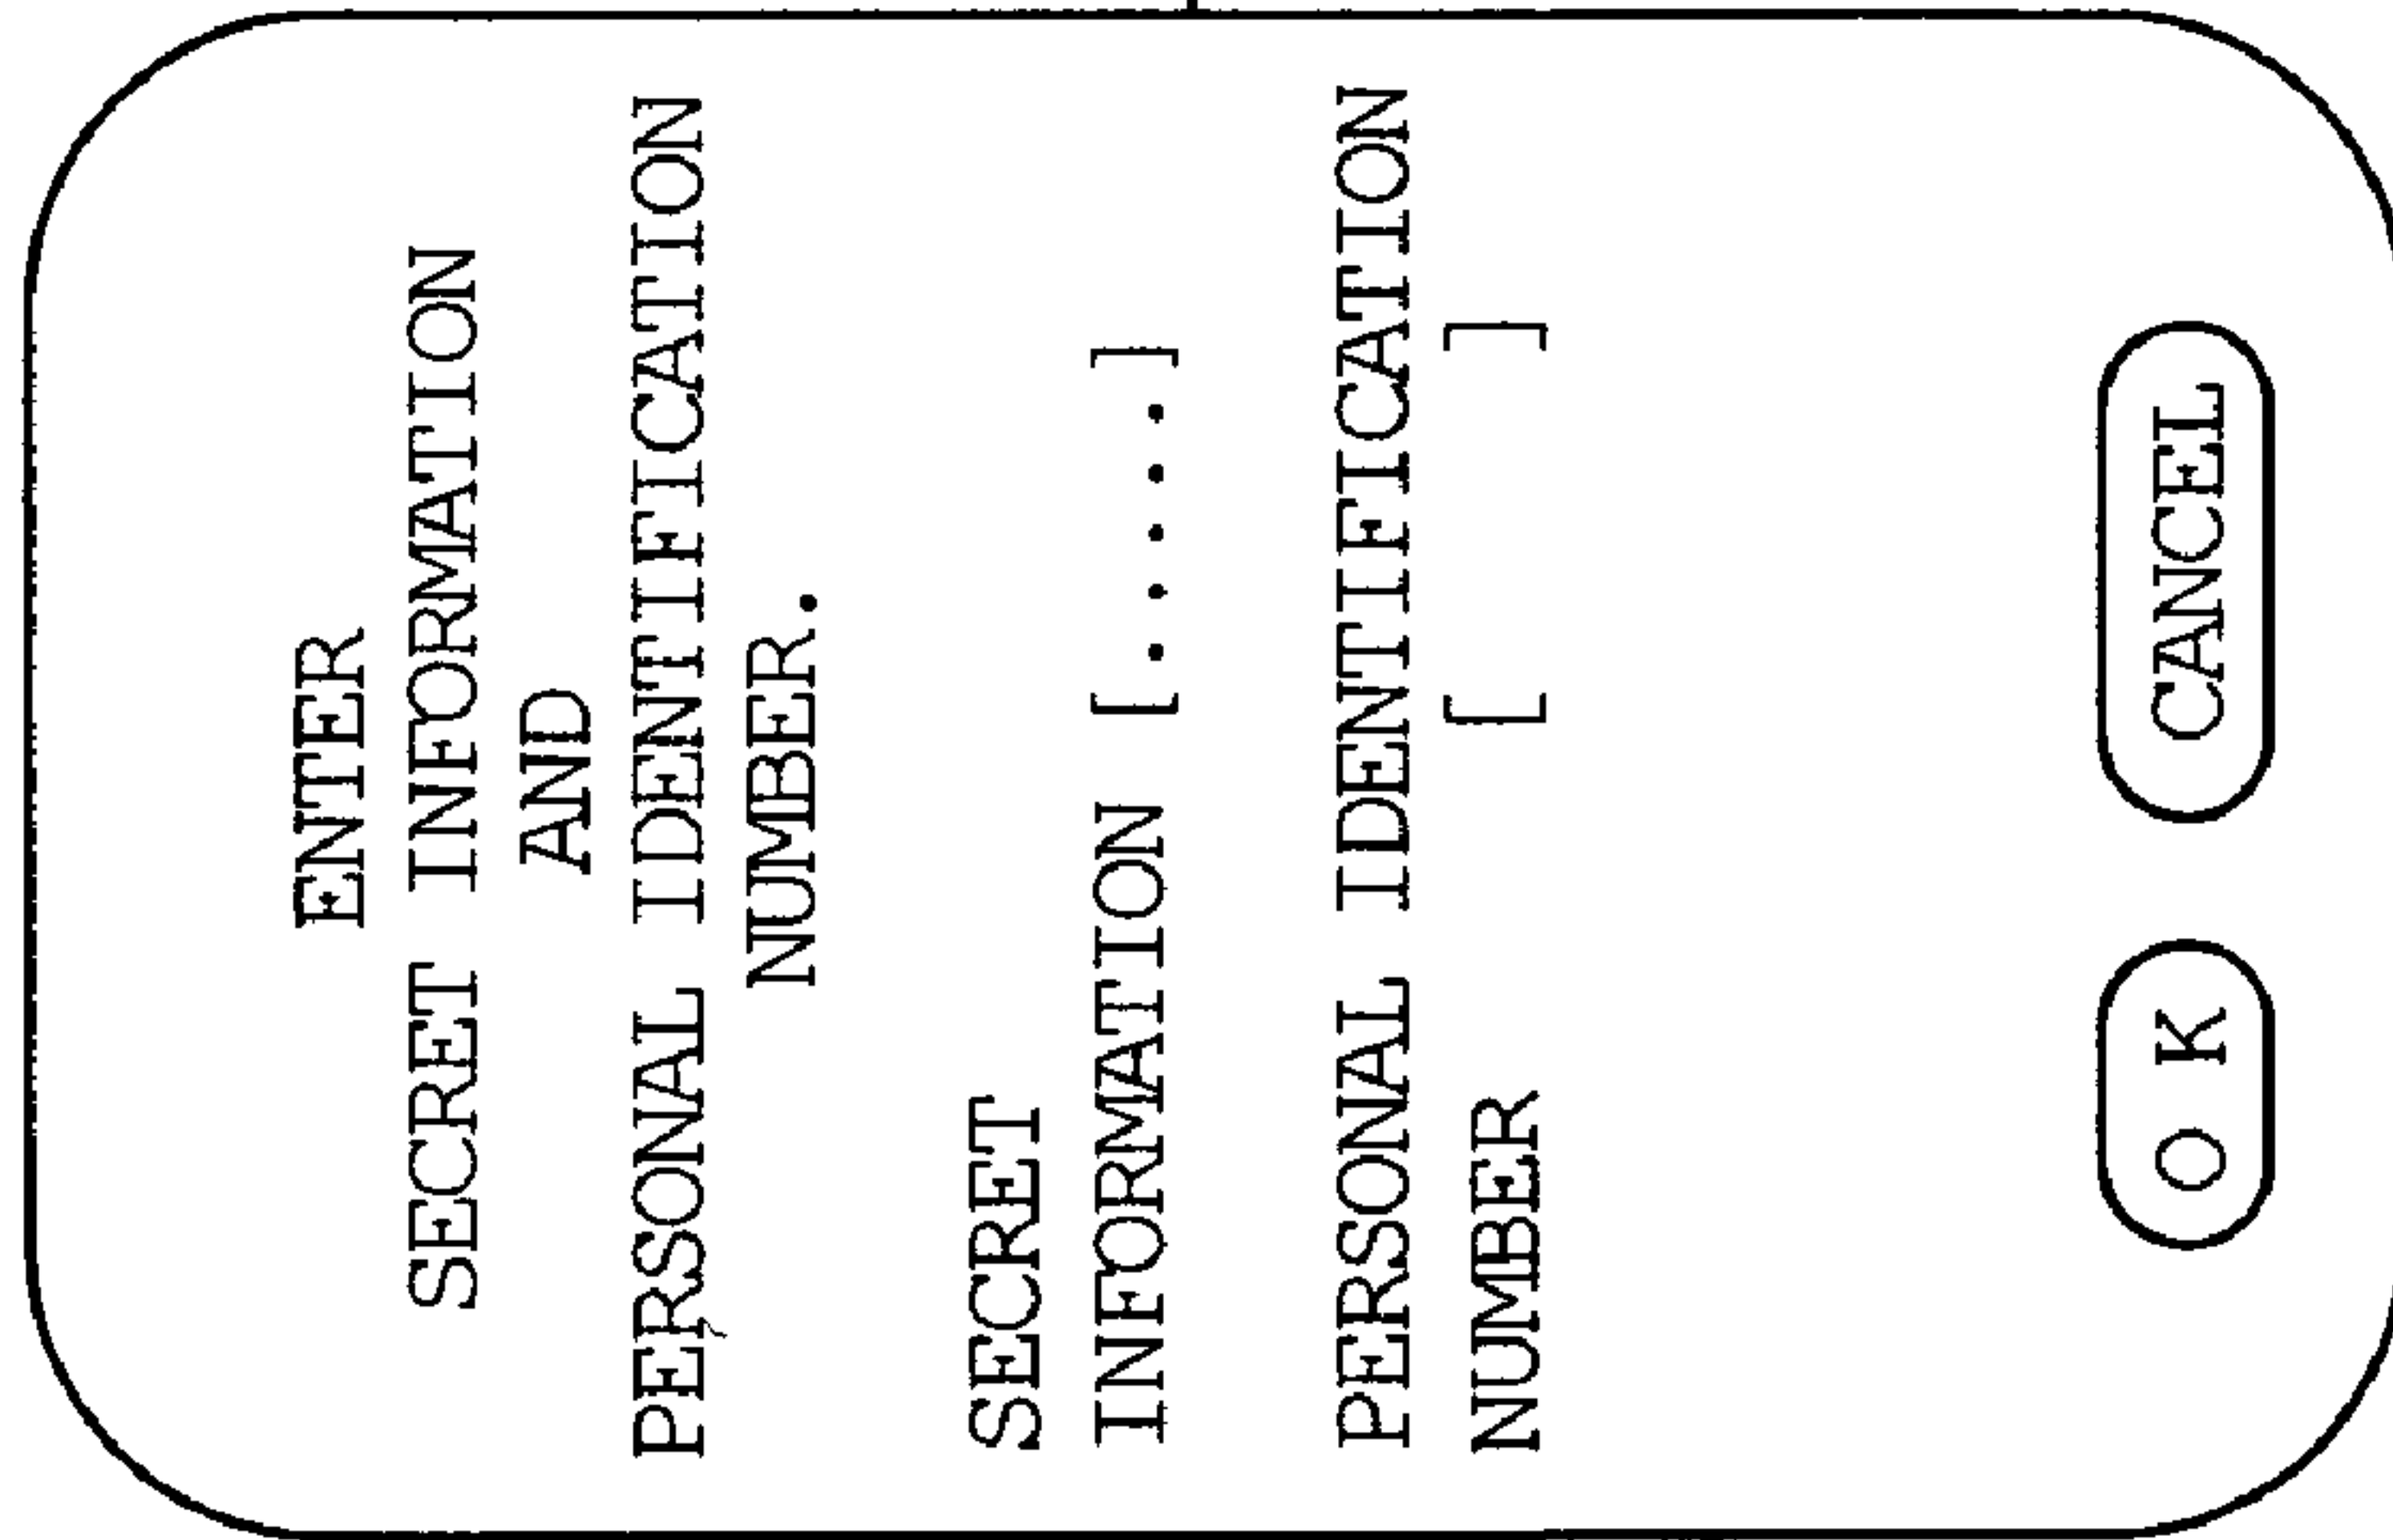 ENTER
SECRET INFORMATION
AND
PERSONAL IDENTIFICATION
NUMBER.
SECRET
INFORMATION [.....]
PERSONAL IDENTIFICATION
NUMBER [ ]
O K CANCEL